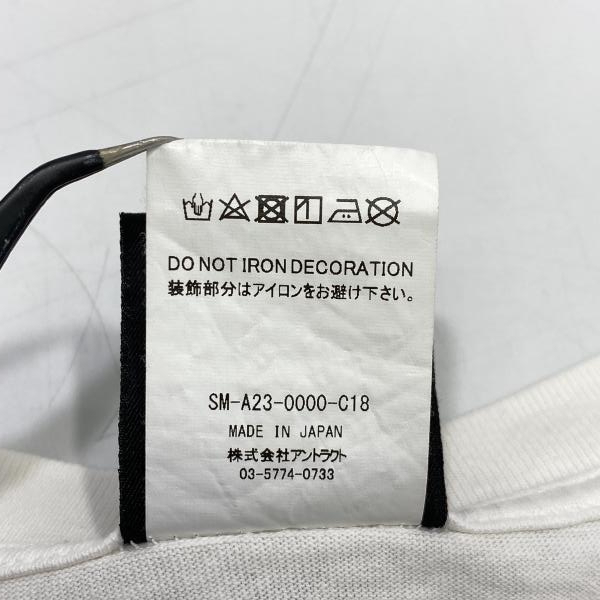 DO NOT IRON DECORATION
装飾部分はアイロンをお避け下さい。
SM-A23-0000-C18
MADE IN JAPAN
株式会社アントラクト
03-5774-0733